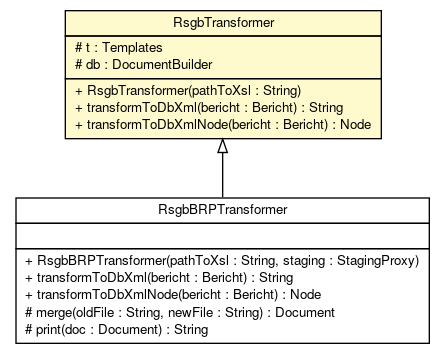 RsgbTransformer
# t : Templates
# db : DocumentBuilder
+ RsgbTransformer(pathToXsl : String)
+ transformToDbXml(bericht : Bericht) : String
+ transformToDbXmlNode(bericht : Bericht) : Node
RsgbBRPTransformer
+ RsgbBRPTransformer(pathToXsl : String, staging : StagingProxy)
+ transformToDbXml(bericht : Bericht) : String
+ transformToDbXmlNode(bericht : Bericht) : Node
# merge(oldFile : String, newFile : String) : Document
# print(doc : Document) : String